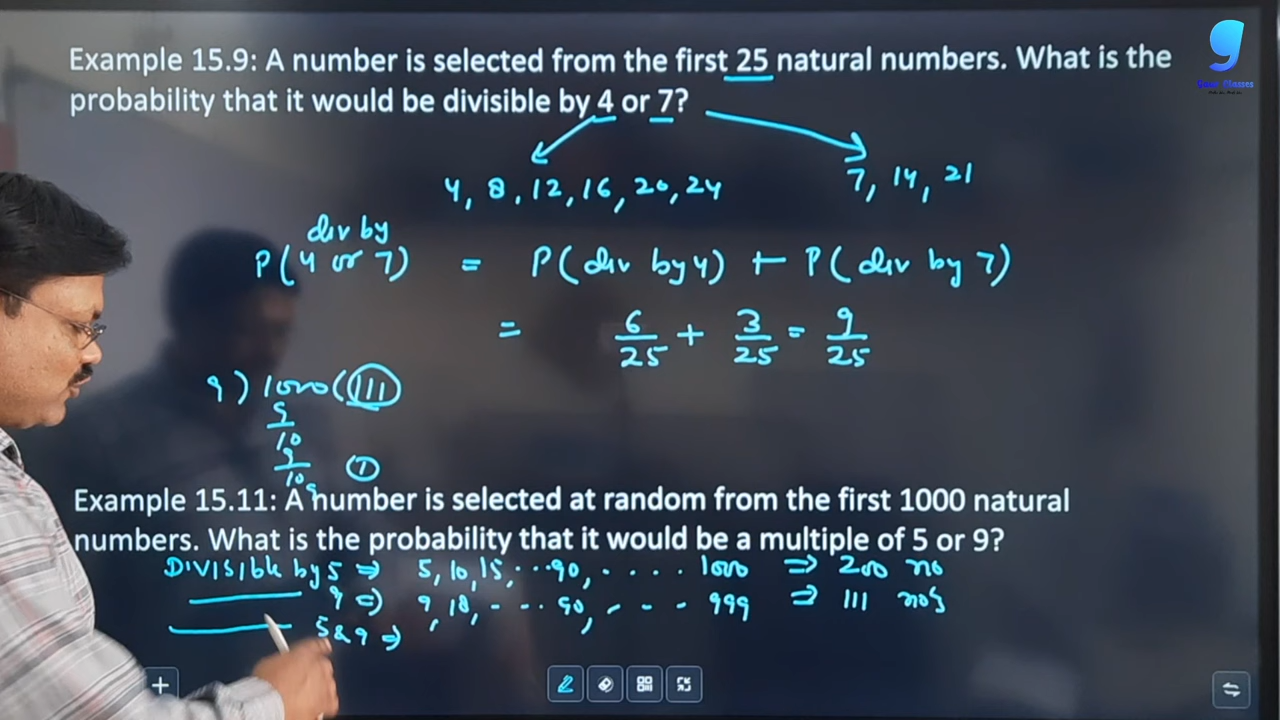 Example 15.9: A number is selected from the first 25 natural numbers. What is the
probability that it would be divisible by 4 or 7?
4, 8, 12, 16, 20, 24
7, 14, 21
div by
P(4 or 7) = P(div by 4) + P(div by 7)
= 6/25 + 3/25 = 9/25
9)1000(111
9
10
9
10
9
1
Example 15.11: A number is selected at random from the first 1000 natural
numbers. What is the probability that it would be a multiple of 5 or 9?
DIVISIble by 5 ⇒ 5, 10, 15, ...90, ..... 1000 ⇒ 200 no
9 ⇒ 9, 18, ... 90, ... 999 ⇒ 111 nos
5 & 9 ⇒